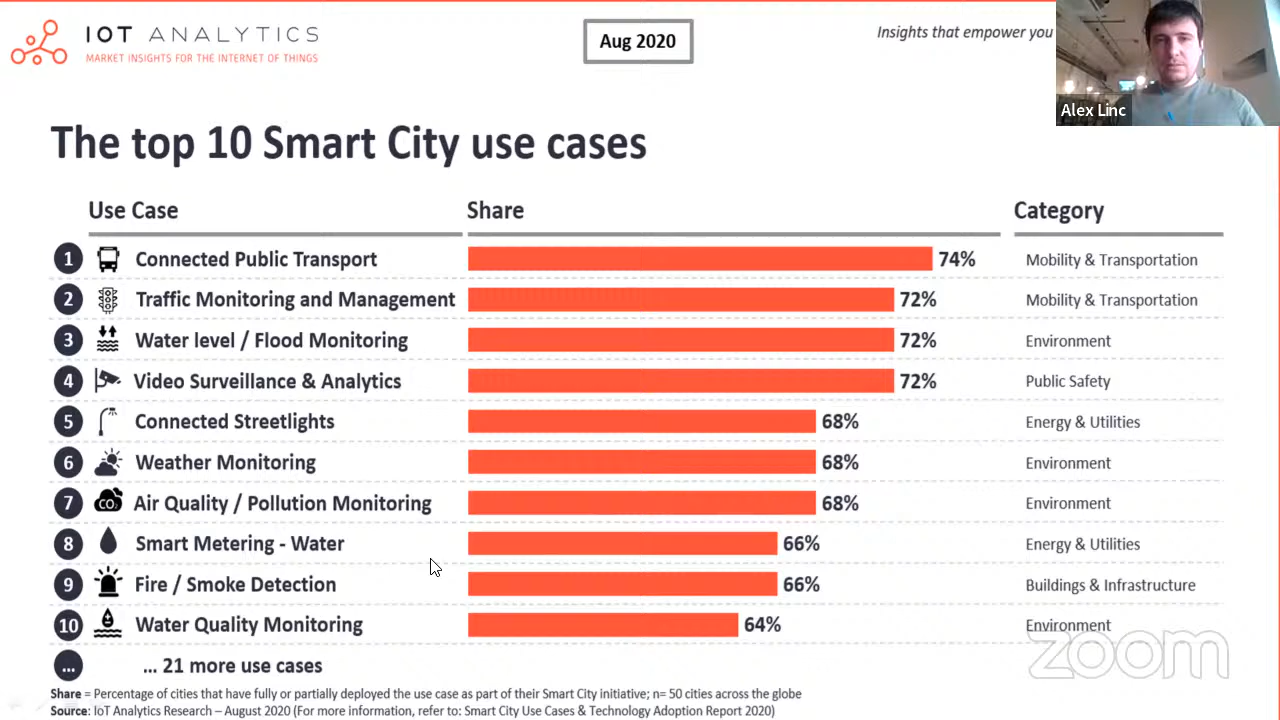 IOT ANALYTICS
MARKET INSIGHTS FOR THE INTERNET OF THINGS
Aug 2020
Insights that empower you
Alex Linc
The top 10 Smart City use cases
Use Case Share Category
1 Connected Public Transport 74% Mobility & Transportation
2 Traffic Monitoring and Management 72% Mobility & Transportation
3 Water level / Flood Monitoring 72% Environment
4 Video Surveillance & Analytics 72% Public Safety
5 Connected Streetlights 68% Energy & Utilities
6 Weather Monitoring 68% Environment
7 CO2 Air Quality / Pollution Monitoring 68% Environment
8 Smart Metering - Water 66% Energy & Utilities
9 Fire / Smoke Detection 66% Buildings & Infrastructure
10 Water Quality Monitoring 64% Environment
... ... 21 more use cases
zoom
Share = Percentage of cities that have fully or partially deployed the use case as part of their Smart City initiative; n= 50 cities across the globe
Source: IoT Analytics Research – August 2020 (For more information, refer to: Smart City Use Cases & Technology Adoption Report 2020)